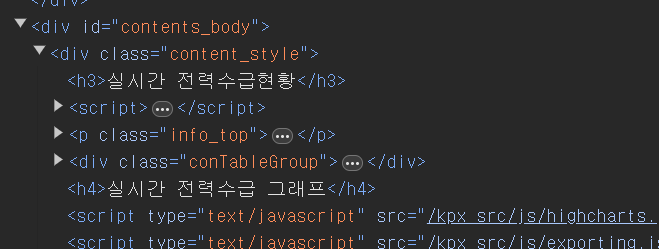 </div>
<div id="contents_body">
<div class="content_style">
<h3>실시간 전력수급현황</h3>
<script>…</script>
<p class="info_top">…</p>
<div class="conTableGroup">…</div>
<h4>실시간 전력수급 그래프</h4>
<script type="text/javascript" src="/kpx_src/js/highcharts.
<script type="text/javascript" src="/kpx_src/js/exporting.j